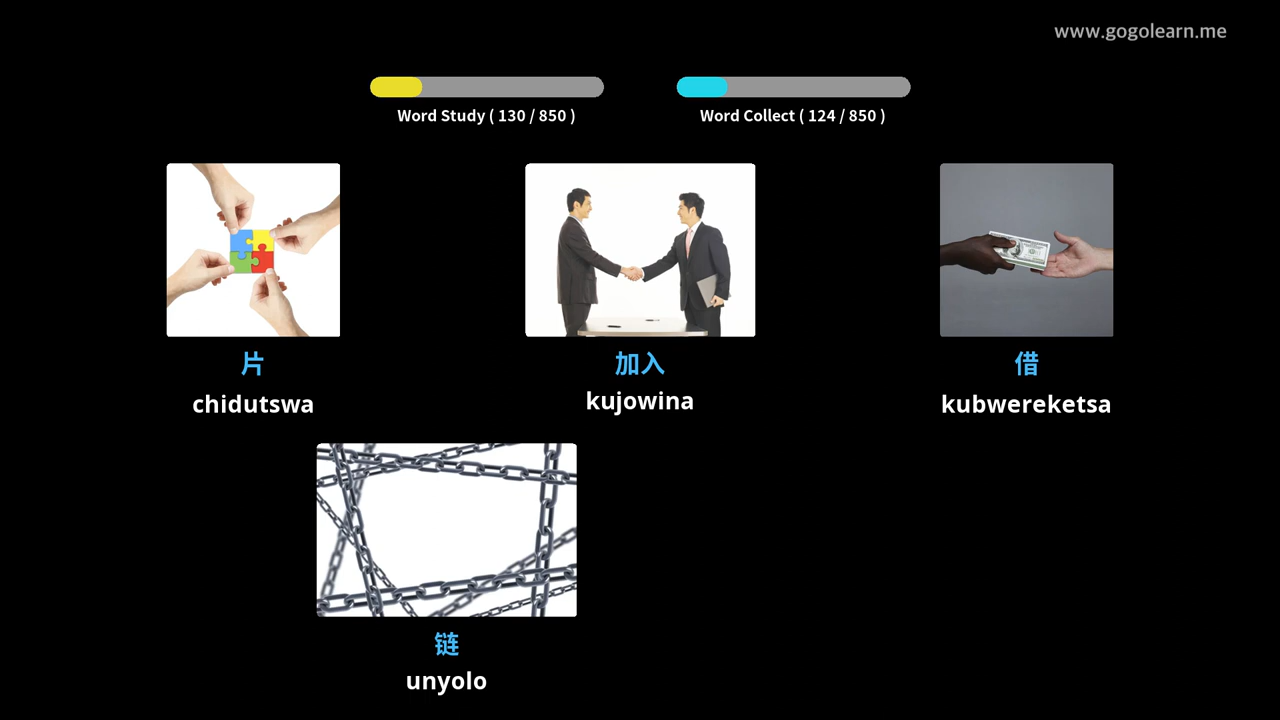 www.gogolearn.me
Word Study ( 130 / 850 )
Word Collect ( 124 / 850 )
片
加入
借
chidutswa
kujowina
kubwereketsa
链
unyolo